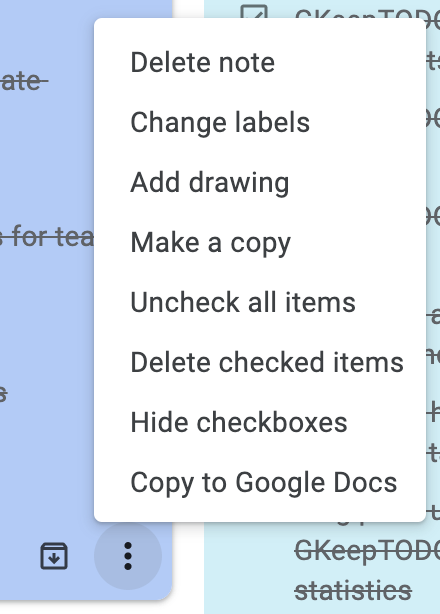 ate
s for tea
s
Delete note
Change labels
Add drawing
Make a copy
Uncheck all items
Delete checked items
Hide checkboxes
Copy to Google Docs
GKeepTODO
statistics